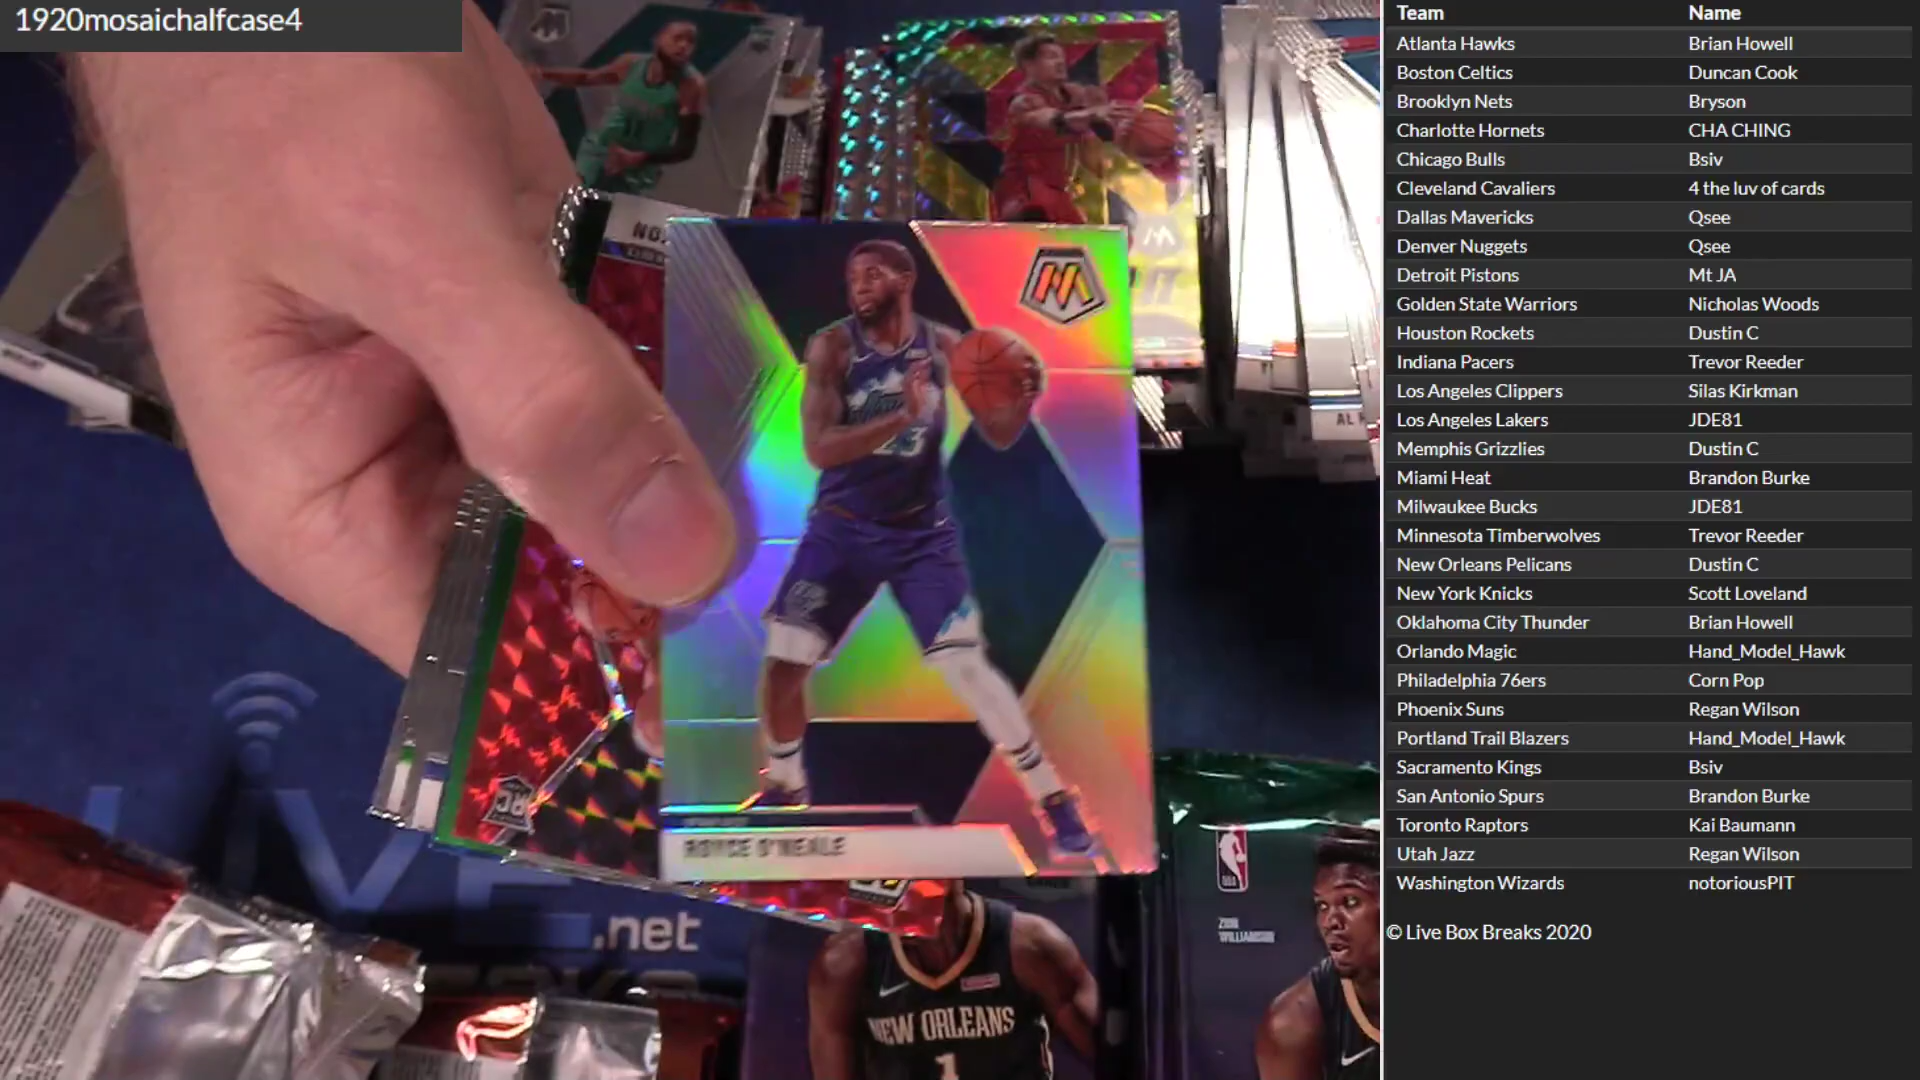 1920mosaichalfcase4
Team Name
Atlanta Hawks Brian Howell
Boston Celtics Duncan Cook
Brooklyn Nets Bryson
Charlotte Hornets CHA CHING
Chicago Bulls Bsiv
Cleveland Cavaliers 4 the luv of cards
Dallas Mavericks Qsee
Denver Nuggets Qsee
Detroit Pistons Mt JA
Golden State Warriors Nicholas Woods
Houston Rockets Dustin C
Indiana Pacers Trevor Reeder
Los Angeles Clippers Silas Kirkman
Los Angeles Lakers JDE81
Memphis Grizzlies Dustin C
Miami Heat Brandon Burke
Milwaukee Bucks JDE81
Minnesota Timberwolves Trevor Reeder
New Orleans Pelicans Dustin C
New York Knicks Scott Loveland
Oklahoma City Thunder Brian Howell
Orlando Magic Hand_Model_Hawk
Philadelphia 76ers Corn Pop
Phoenix Suns Regan Wilson
Portland Trail Blazers Hand_Model_Hawk
Sacramento Kings Bsiv
San Antonio Spurs Brandon Burke
Toronto Raptors Kai Baumann
Utah Jazz Regan Wilson
Washington Wizards notoriousPIT
© Live Box Breaks 2020
23
ROYCE O'NEALE
RC
.net
NEW ORLEANS
1
ZION
WILLIAMSON
NBA